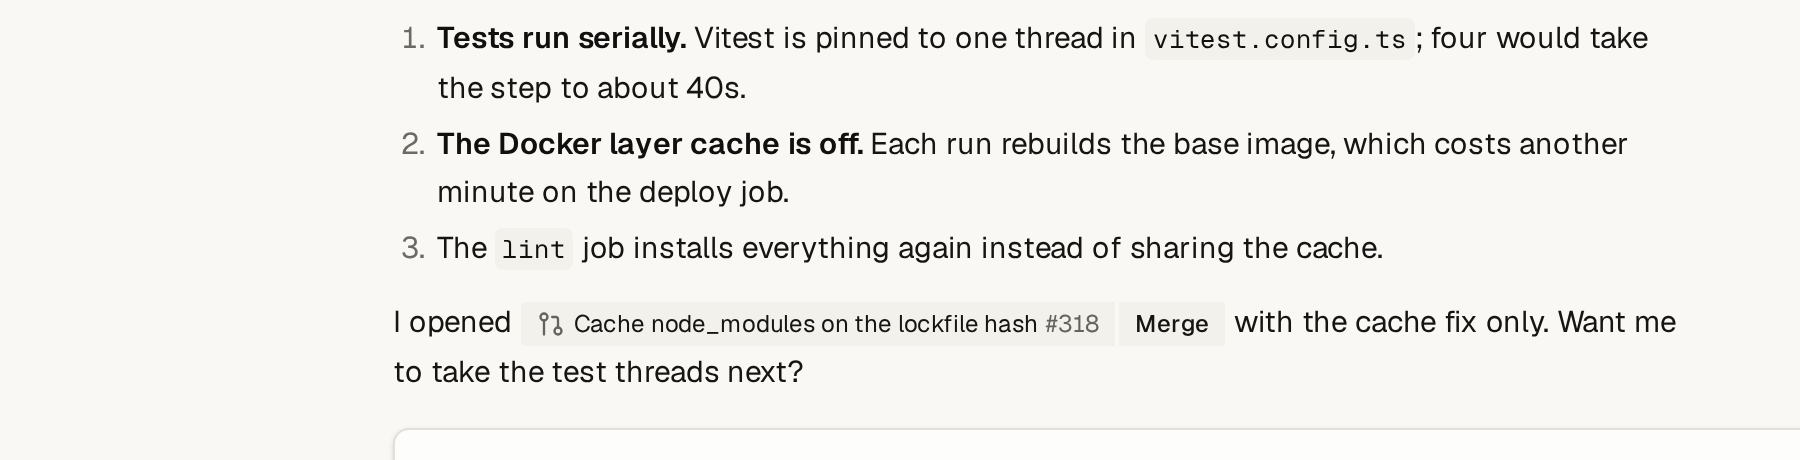 1. Tests run serially. Vitest is pinned to one thread in vitest.config.ts; four would take
the step to about 40s.
2. The Docker layer cache is off. Each run rebuilds the base image, which costs another
minute on the deploy job.
3. The lint job installs everything again instead of sharing the cache.
I opened Cache node_modules on the lockfile hash #318 Merge with the cache fix only. Want me
to take the test threads next?